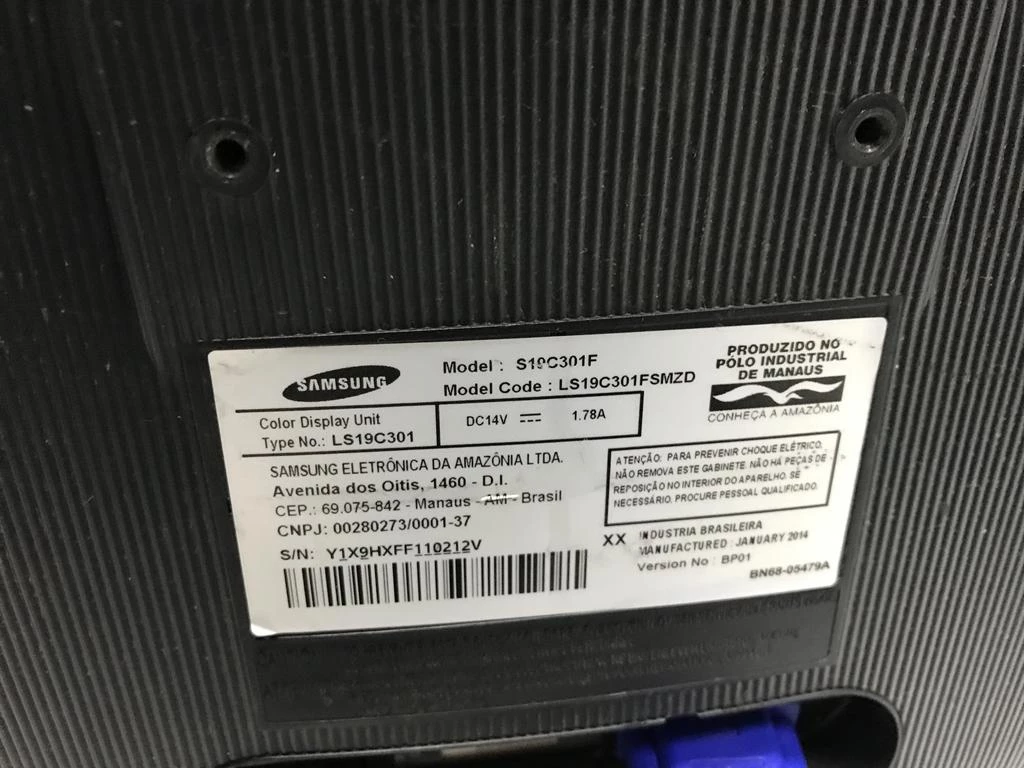 SAMSUNG
Model : S19C301F
Model Code : LS19C301FSMZD
PRODUZIDO NO
PÓLO INDUSTRIAL
DE MANAUS
CONHEÇA A AMAZÔNIA
Color Display Unit
Type No.: LS19C301
DC14V 1.78A
SAMSUNG ELETRÔNICA DA AMAZÔNIA LTDA.
Avenida dos Oitis, 1460 - D.I.
CEP.: 69.075-842 - Manaus - AM - Brasil
CNPJ: 00280273/0001-37
S/N: Y1X9HXFF110212V
ATENÇÃO: PARA PREVENIR CHOQUE ELÉTRICO,
NÃO REMOVA ESTE GABINETE. NÃO HÁ PEÇAS DE
REPOSIÇÃO NO INTERIOR DO APARELHO. SE
NECESSÁRIO, PROCURE PESSOAL QUALIFICADO.
XX INDUSTRIA BRASILEIRA
MANUFACTURED : JANUARY 2014
Version No : BP01
BN68-05479A